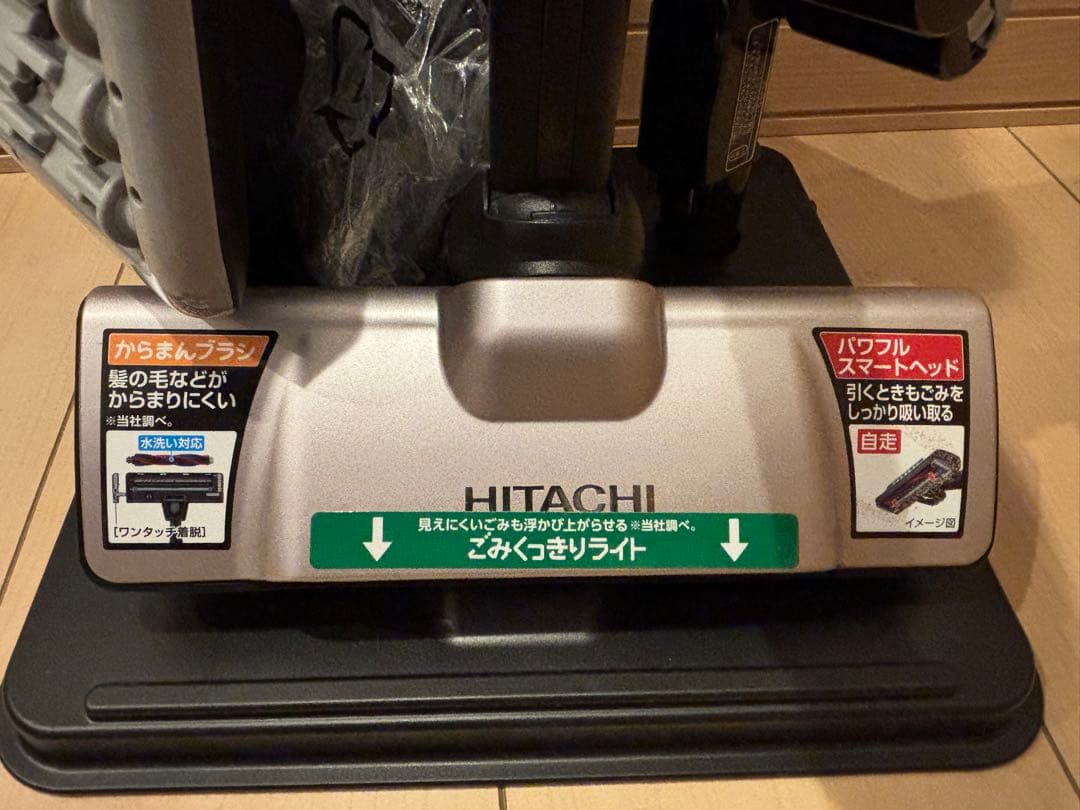 からまんブラシ
髪の毛などが
からまりにくい
※当社調べ。
水洗い対応
[ワンタッチ着脱]
パワフル
スマートヘッド
引くときもごみを
しっかり吸い取る
自走
イメージ図
HITACHI
見えにくいごみも浮かび上がらせる ※当社調べ。
ごみくっきりライト